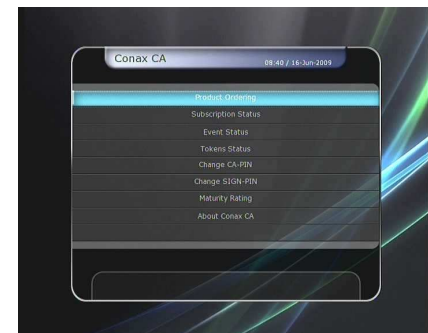 Conax CA
09:40 / 16-Jun-2009
Product Ordering
Subscription Status
Event Status
Tokens Status
Change CA-PIN
Change SIGN-PIN
Maturity Rating
About Conax CA